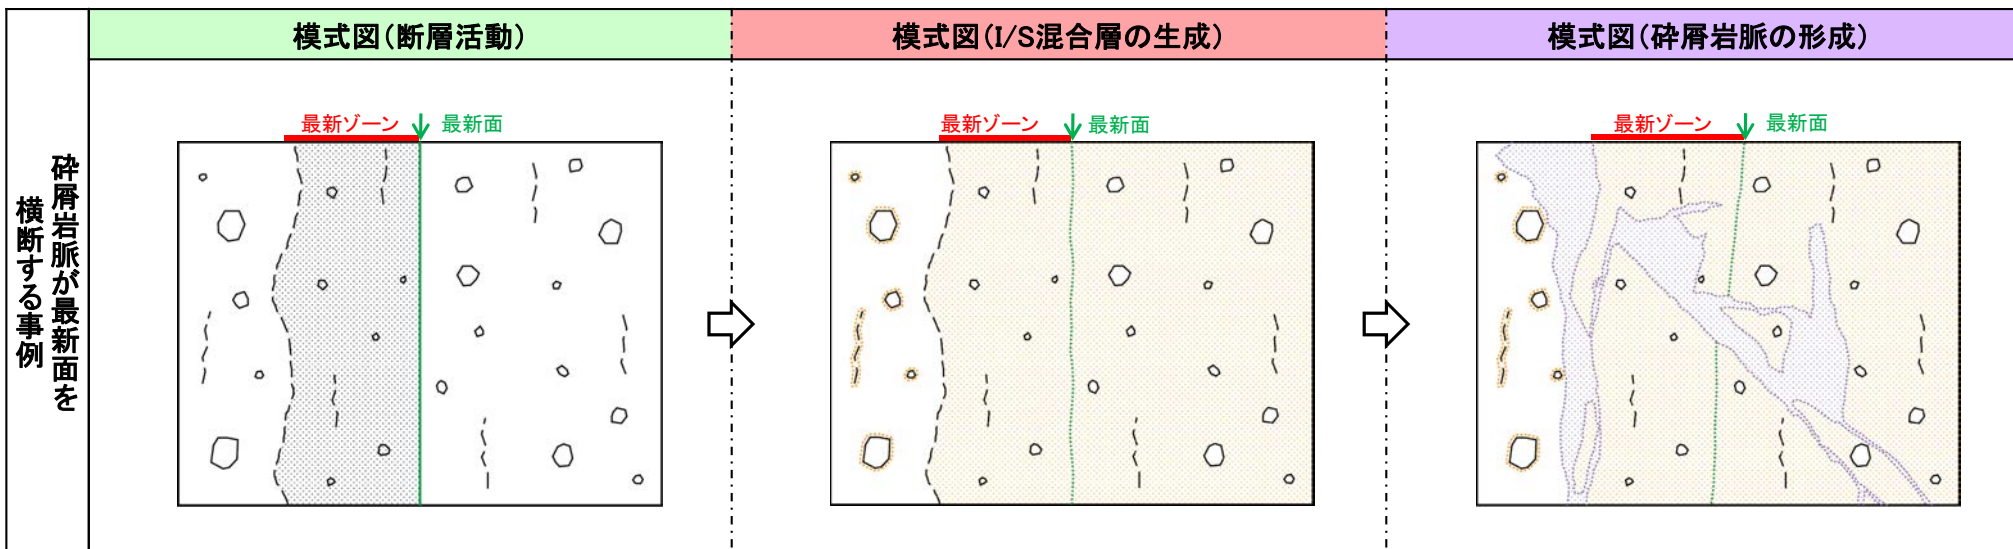 模式図(断層活動)
模式図(I/S混合層の生成)
模式図(砕屑岩脈の形成)
砕屑岩脈が最新面を
横断する事例
最新ゾーン
最新面
最新ゾーン
最新面
最新ゾーン
最新面